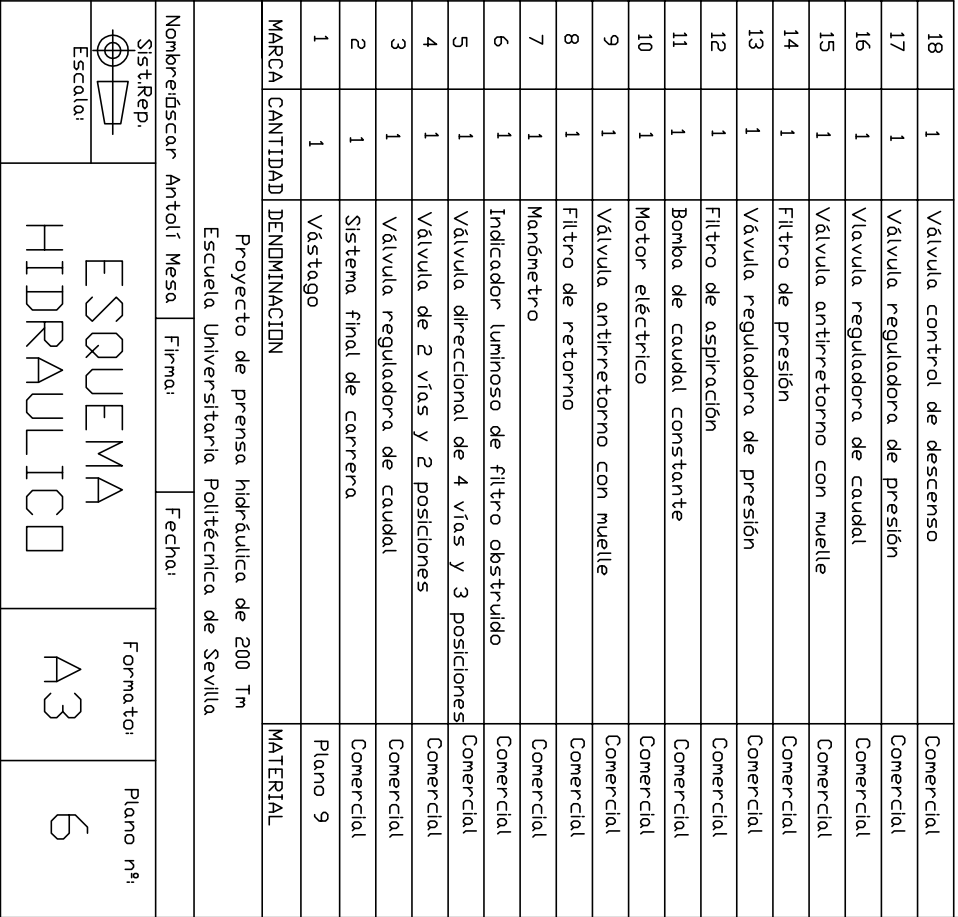 18 1 Válvula control de descenso Comercial
17 1 Válvula reguladora de presión Comercial
16 1 Vlavula reguladora de caudal Comercial
15 1 Válvula antirretorno con muelle Comercial
14 1 Filtro de presión Comercial
13 1 Vávula reguladora de presión Comercial
12 1 Filtro de aspiración Comercial
11 1 Bomba de caudal constante Comercial
10 1 Motor eléctrico Comercial
9 1 Válvula antirretorno con muelle Comercial
8 1 Filtro de retorno Comercial
7 1 Manómetro Comercial
6 1 Indicador luminoso de filtro obstruido Comercial
5 1 Válvula direccional de 4 vías y 3 posiciones Comercial
4 1 Válvula de 2 vías y 2 posiciones Comercial
3 1 Válvula reguladora de caudal Comercial
2 1 Sistema final de carrera Comercial
1 1 Vástago Plano 9
MARCA CANTIDAD DENOMINACION MATERIAL
Proyecto de prensa hidráulica de 200 Tm
Escuela Universitaria Politécnica de Sevilla
Nombre:Óscar Antolí Mesa Firma: Fecha:
Sist.Rep.
Escala:
ESQUEMA
HIDRAULICO
Formato:
A3
Plano nº:
6